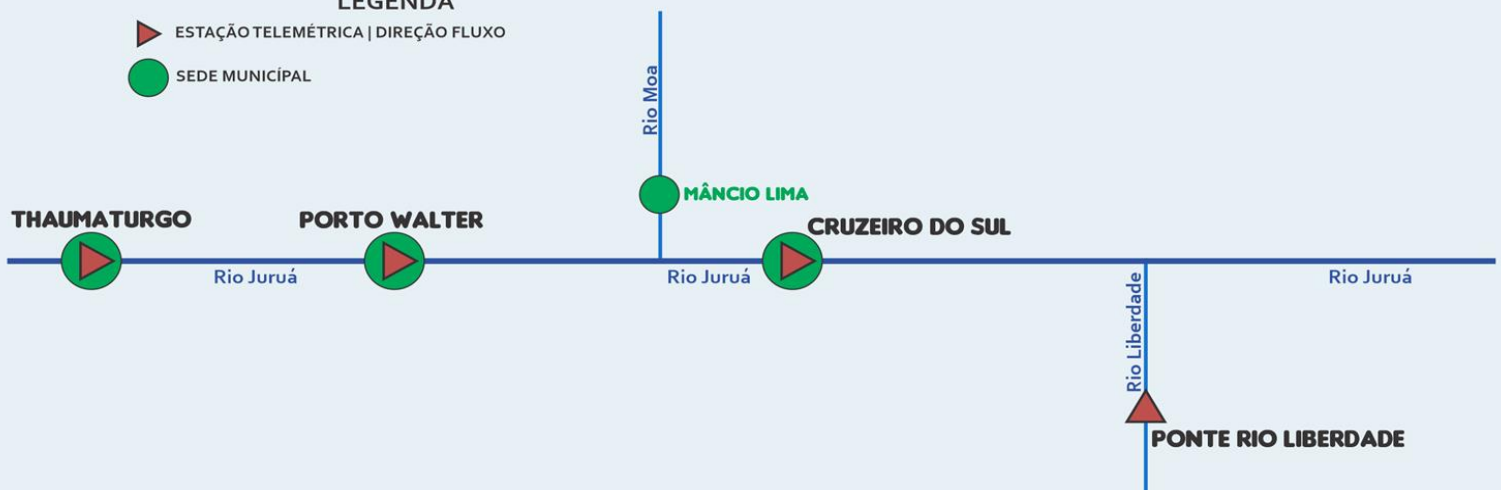 LEGENDA
ESTAÇÃO TELEMÉTRICA | DIREÇÃO FLUXO
SEDE MUNICÍPAL
Rio Moa
MÂNCIO LIMA
THAUMATURGO
PORTO WALTER
CRUZEIRO DO SUL
Rio Juruá
Rio Juruá
Rio Juruá
Rio Liberdade
PONTE RIO LIBERDADE